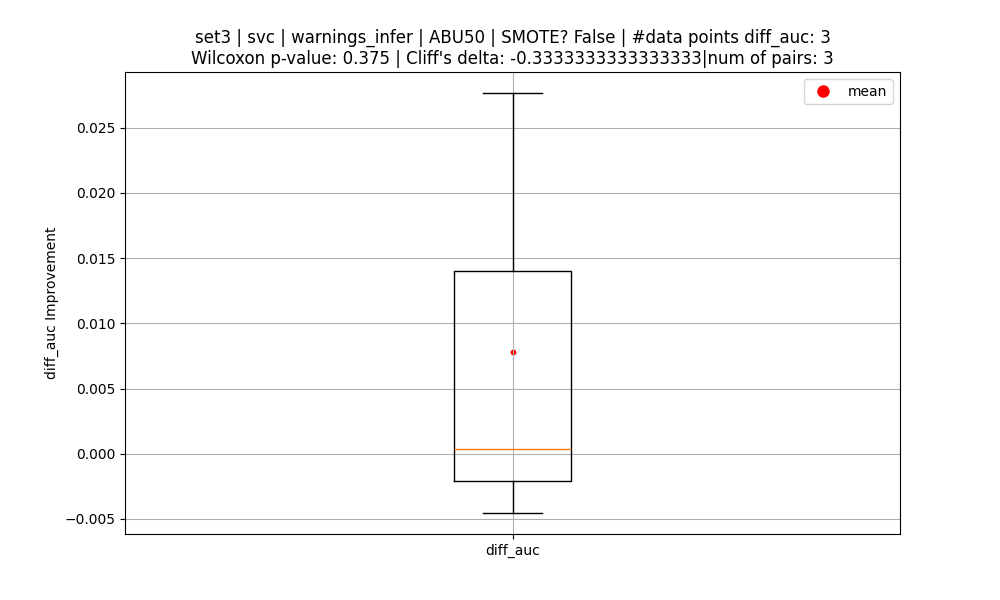 set3 | svc | warnings_infer | ABU50 | SMOTE? False | #data points diff_auc: 3
Wilcoxon p-value: 0.375 | Cliff's delta: -0.3333333333333333|num of pairs: 3
mean
0.025
0.020
0.015
0.010
0.005
0.000
−0.005
diff_auc Improvement
diff_auc